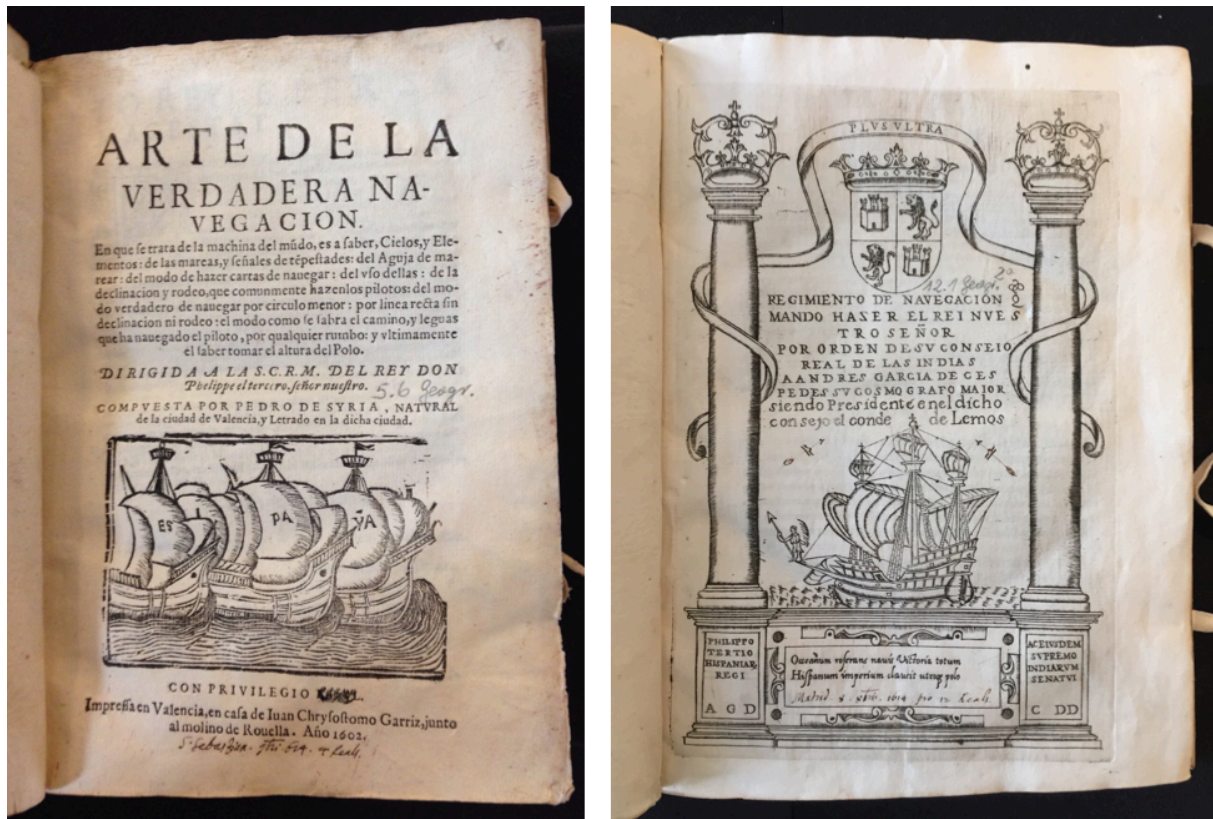 ARTE DE LA
VERDADERA NA-
VEGACION.
En que ſe trata de la machina del mũdo, es a ſaber, Cielos, y Ele-
mentos: de las mareas, y ſeñales de tẽpeſtades: del Aguja de ma-
rear: del modo de hazer cartas de nauegar: del vſo dellas: de la
declinacion y rodeo, que comunmente hazen los pilotos: del mo-
do verdadero de nauegar por circulo menor: por linea recta ſin
declinacion ni rodeo: el modo como ſe ſabra el camino, y leguas
que ha nauegado el piloto, por qualquier rumbo: y vltimamente
el ſaber tomar el altura del Polo.
DIRIGIDA A LA S.C.R.M. DEL REY DON
Phelippe el tercero, ſeñor nueſtro.
5.6 Geogr.
COMPVESTA POR PEDRO DE SYRIA, NATVRAL
de la ciudad de Valencia, y Letrado en la dicha ciudad.
ES PA ÑA
CON PRIVILEGIO
Impreſſa en Valencia, en caſa de Iuan Chryſoſtomo Garriz, junto
al molino de Rouella. Año 1602.
PLVS VLTRA
2ª
12.1 Geogr.
REGIMIENTO DE NAVEGACIÓN
MANDO HASER EL REI NVES
TRO SEÑOR
POR ORDEN DE SV CONSEIO
REAL DE LAS INDIAS
A ANDRES GARCIA DE CES
PEDES SV COSMOGRAFO MAIOR
siendo Presidente en el dicho
consejo el conde de Lemos
PHILIPPO
TERTIO
HISPANIAR
REGI
A G D
Oceanum reserans nauis Victoria totum
Hispanum imperium clausit utroq; polo
AC EIVSDEM
SVPREMO
INDIARVM
SENATVI
C DD